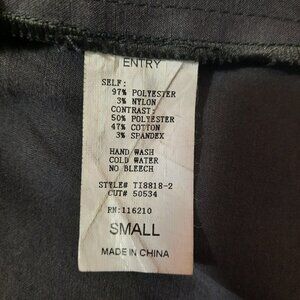 ENTRY
SELF:
97% POLYESTER
3% NYLON
CONTRAST:
50% POLYESTER
47% COTTON
3% SPANDEX
HAND WASH
COLD WATER
NO BLEECH
STYLE# TI8818-2
CUT# 50534
RN:116210
SMALL
MADE IN CHINA